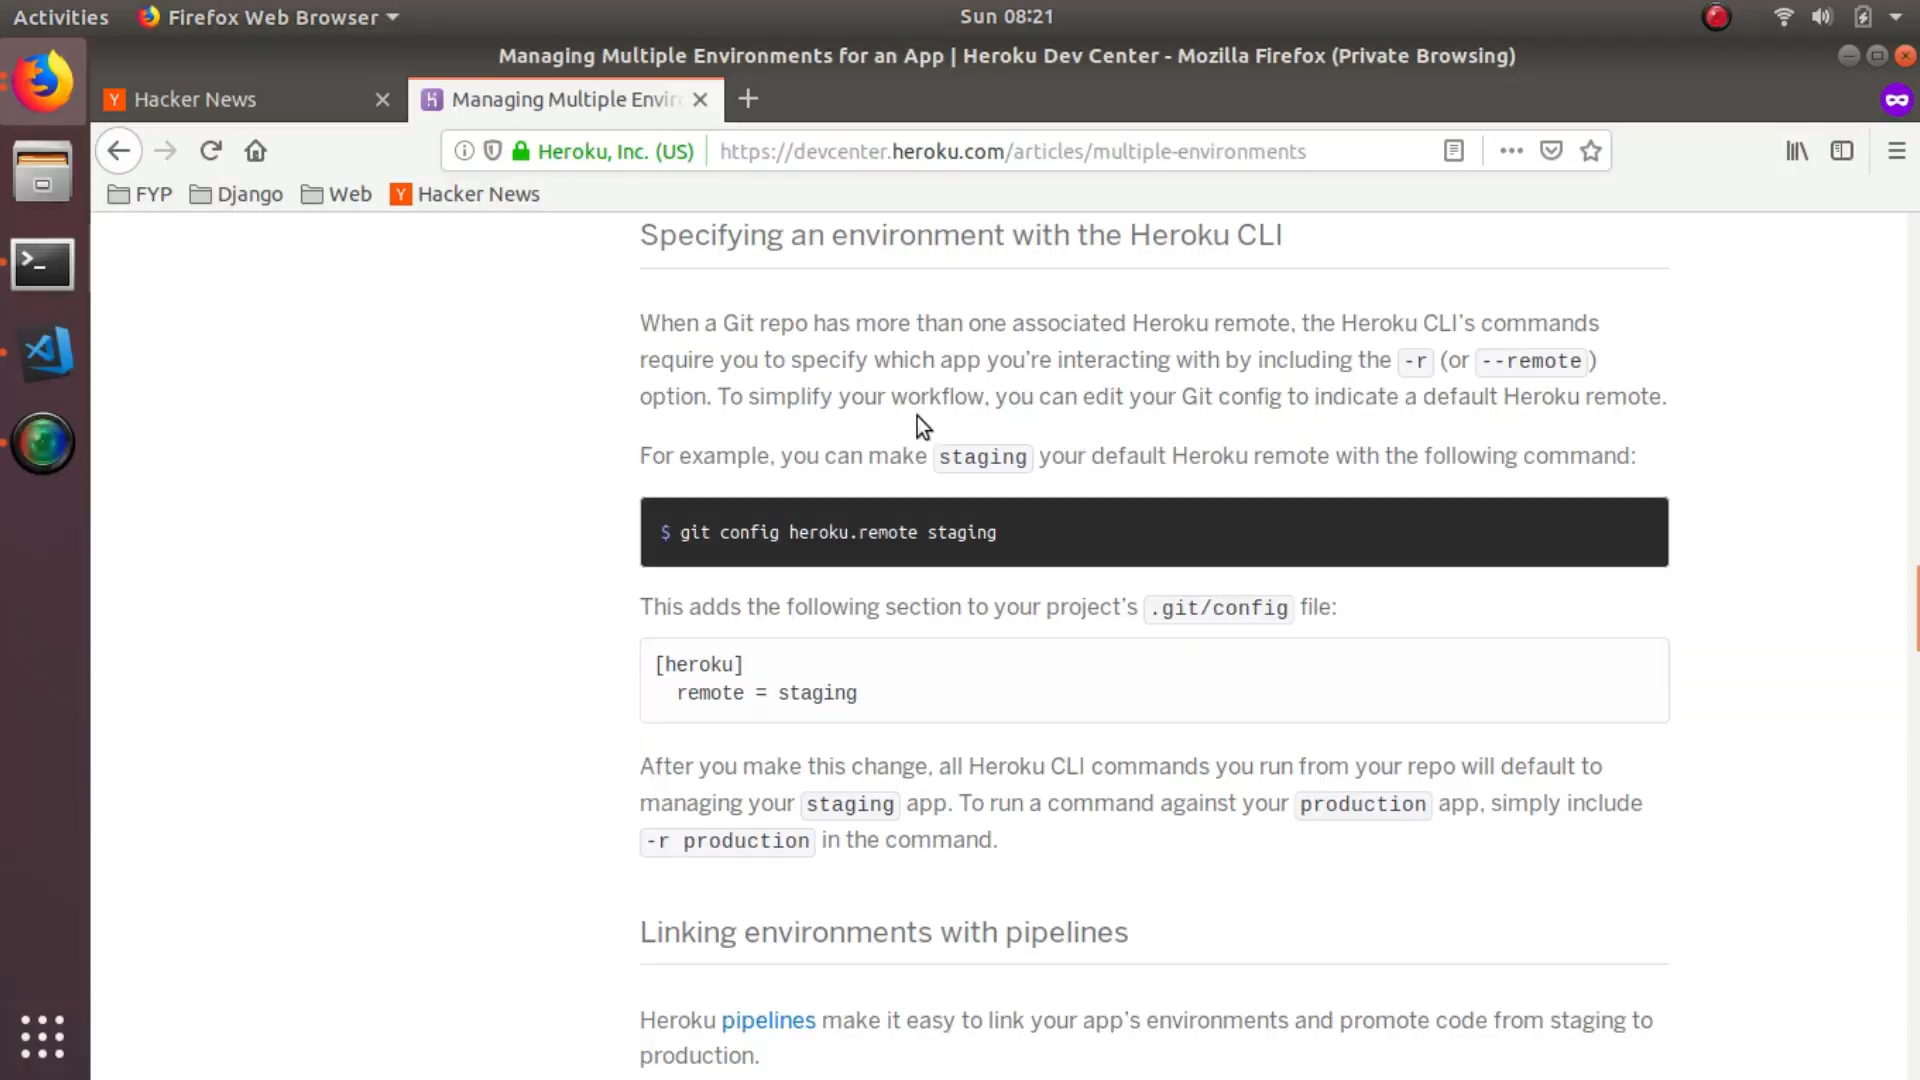 Activities Firefox Web Browser Sun 08:21
Managing Multiple Environments for an App | Heroku Dev Center - Mozilla Firefox (Private Browsing)
Hacker News Managing Multiple Envir
Heroku, Inc. (US) https://devcenter.heroku.com/articles/multiple-environments
FYP Django Web Hacker News
Specifying an environment with the Heroku CLI
When a Git repo has more than one associated Heroku remote, the Heroku CLI’s commands
require you to specify which app you’re interacting with by including the -r (or --remote)
option. To simplify your workflow, you can edit your Git config to indicate a default Heroku remote.
For example, you can make staging your default Heroku remote with the following command:
$ git config heroku.remote staging
This adds the following section to your project’s .git/config file:
[heroku]
remote = staging
After you make this change, all Heroku CLI commands you run from your repo will default to
managing your staging app. To run a command against your production app, simply include
-r production in the command.
Linking environments with pipelines
Heroku pipelines make it easy to link your app’s environments and promote code from staging to
production.